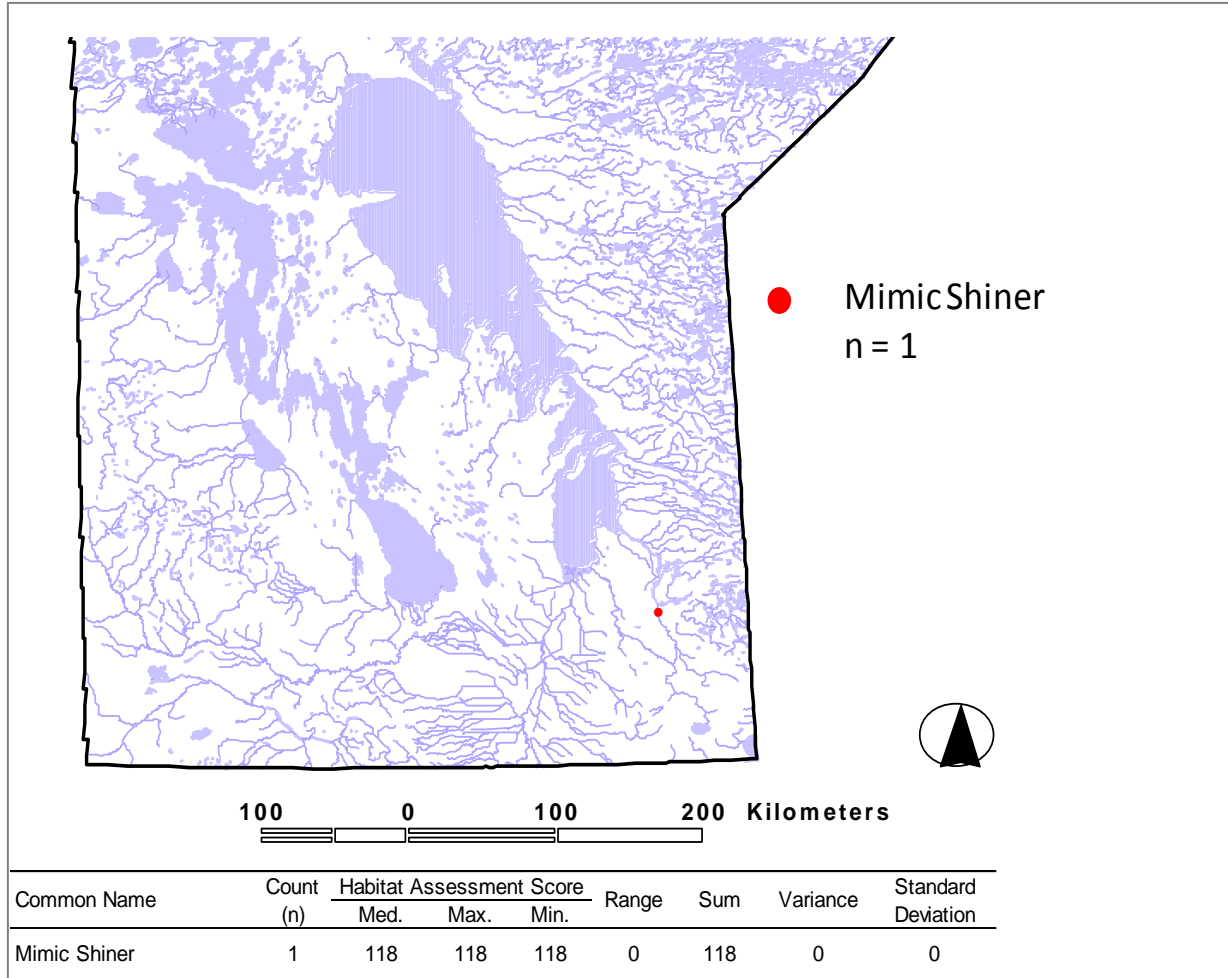 Mimic Shiner
n = 1
100 0 100 200 Kilometers
Common Name Count (n) Habitat Assessment Score Range Sum Variance Standard Deviation
Med. Max. Min.
Mimic Shiner 1 118 118 118 0 118 0 0